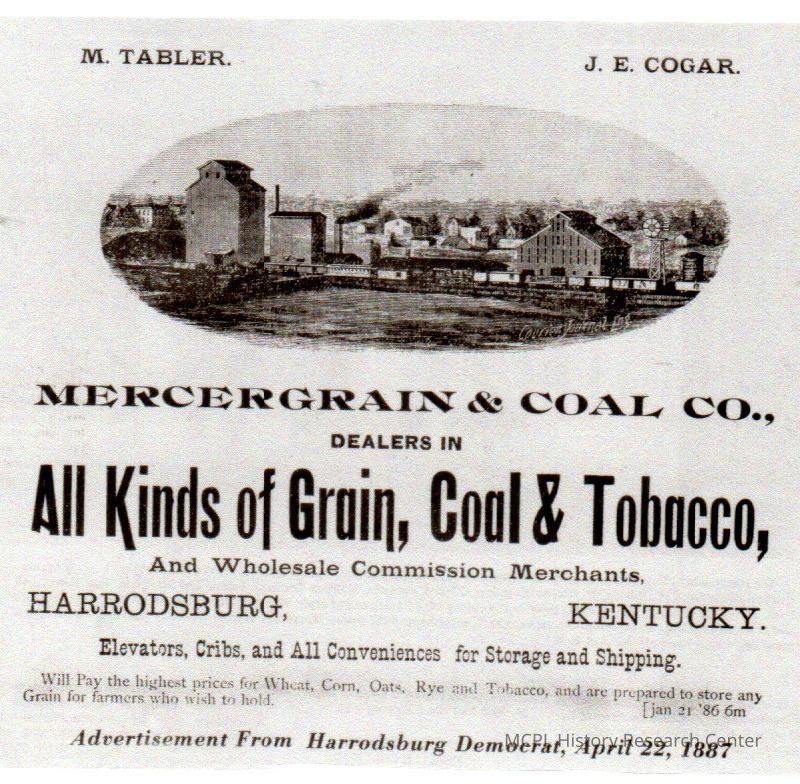 M. TABLER. J. E. COGAR.
Courier Journal Eng.
MERCERGRAIN & COAL CO.,
DEALERS IN
All Kinds of Grain, Coal & Tobacco,
And Wholesale Commission Merchants,
HARRODSBURG, KENTUCKY.
Elevators, Cribs, and All Conveniences for Storage and Shipping.
Will Pay the highest prices for Wheat, Corn, Oats, Rye and Tobacco, and are prepared to store any
Grain for farmers who wish to hold. [jan 21 '86 6m
Advertisement From Harrodsburg Democrat, April 22, 1887
MCPL History Research Center